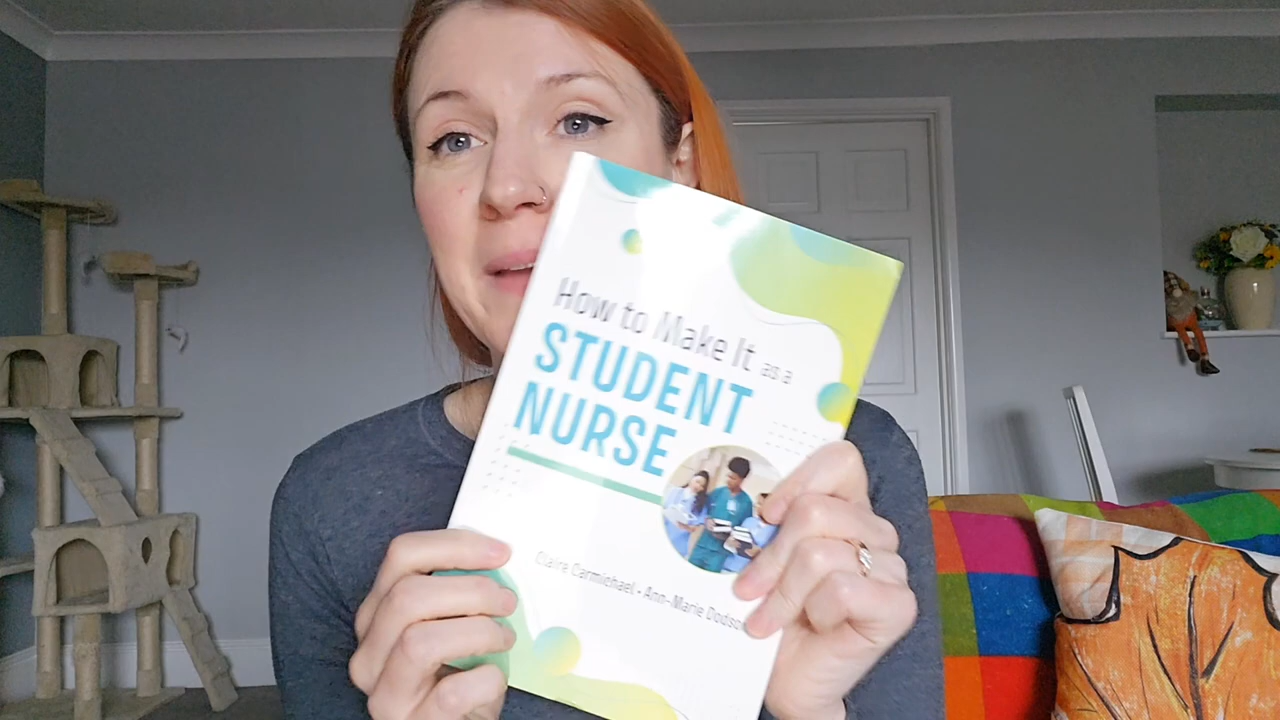 How to Make It as a
STUDENT
NURSE
Claire Carmichael • Ann-Marie Dodson